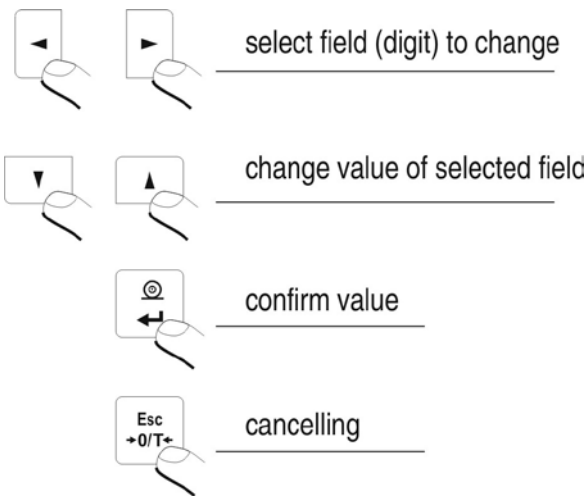 select field (digit) to change
change value of selected field
confirm value
Esc
→0/T←
cancelling